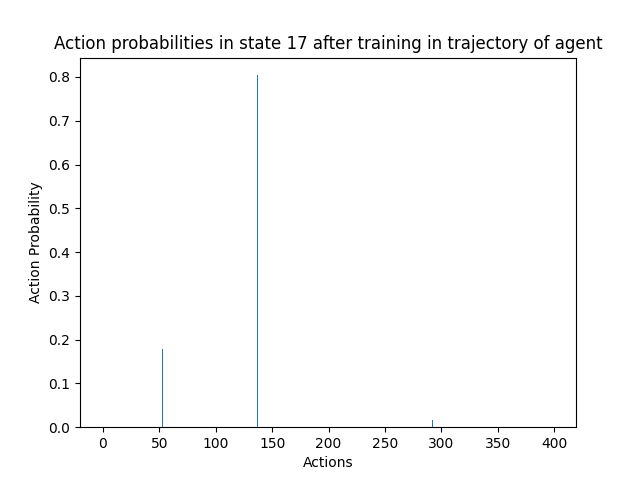 Action probabilities in state 17 after training in trajectory of agent
0.8
0.7
0.6
0.5
0.4
0.3
0.2
0.1
0.0
Action Probability
0 50 100 150 200 250 300 350 400
Actions